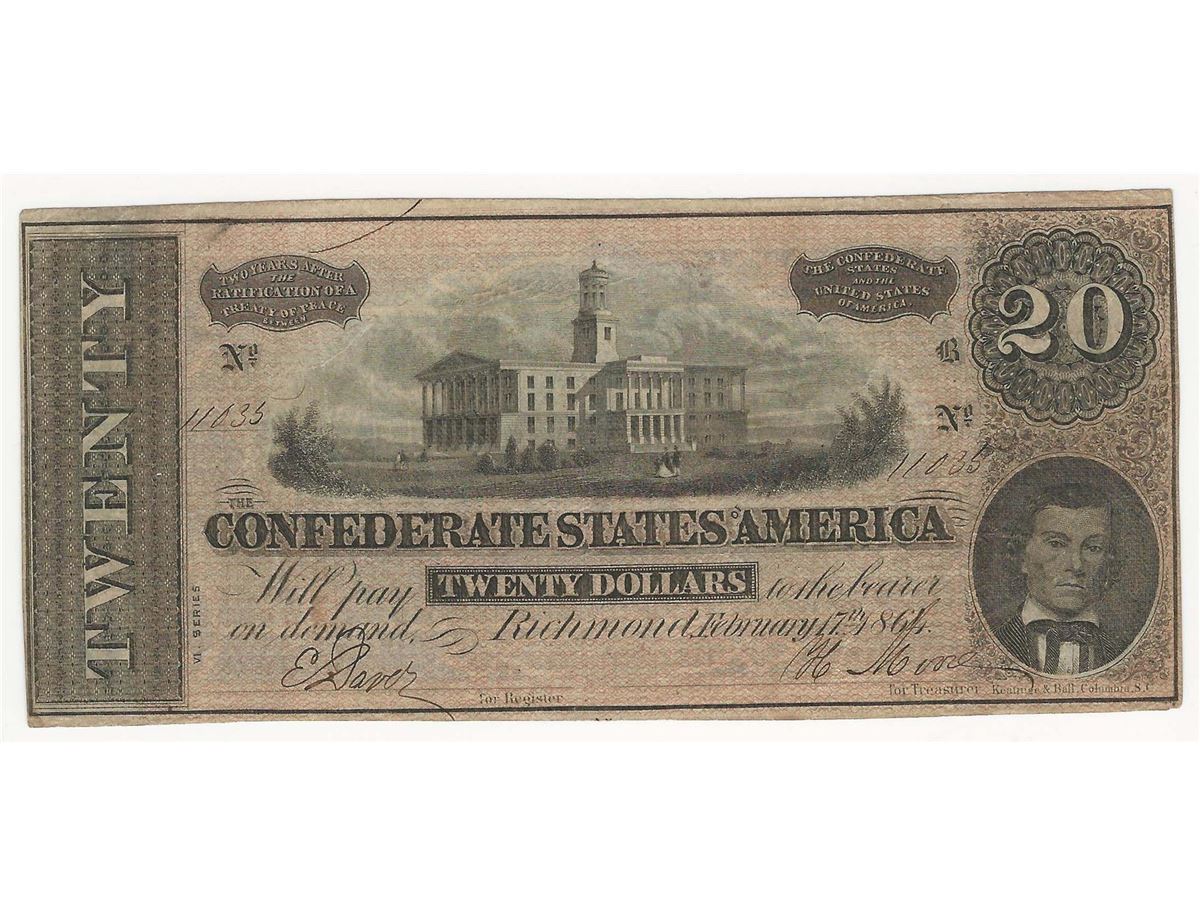 TWENTY
TWO YEARS AFTER
THE
RATIFICATION OF A
TREATY OF PEACE
BETWEEN
THE CONFEDERATE
STATES
AND THE
UNITED STATES
OF AMERICA.
20
No
B
11035
No
11035
THE
CONFEDERATE STATES OF AMERICA
Will pay TWENTY DOLLARS to the bearer
on demand, Richmond, February 17th 1864.
VI. SERIES
for Register
for Treasurer
Keatinge & Ball, Columbia, S.C.